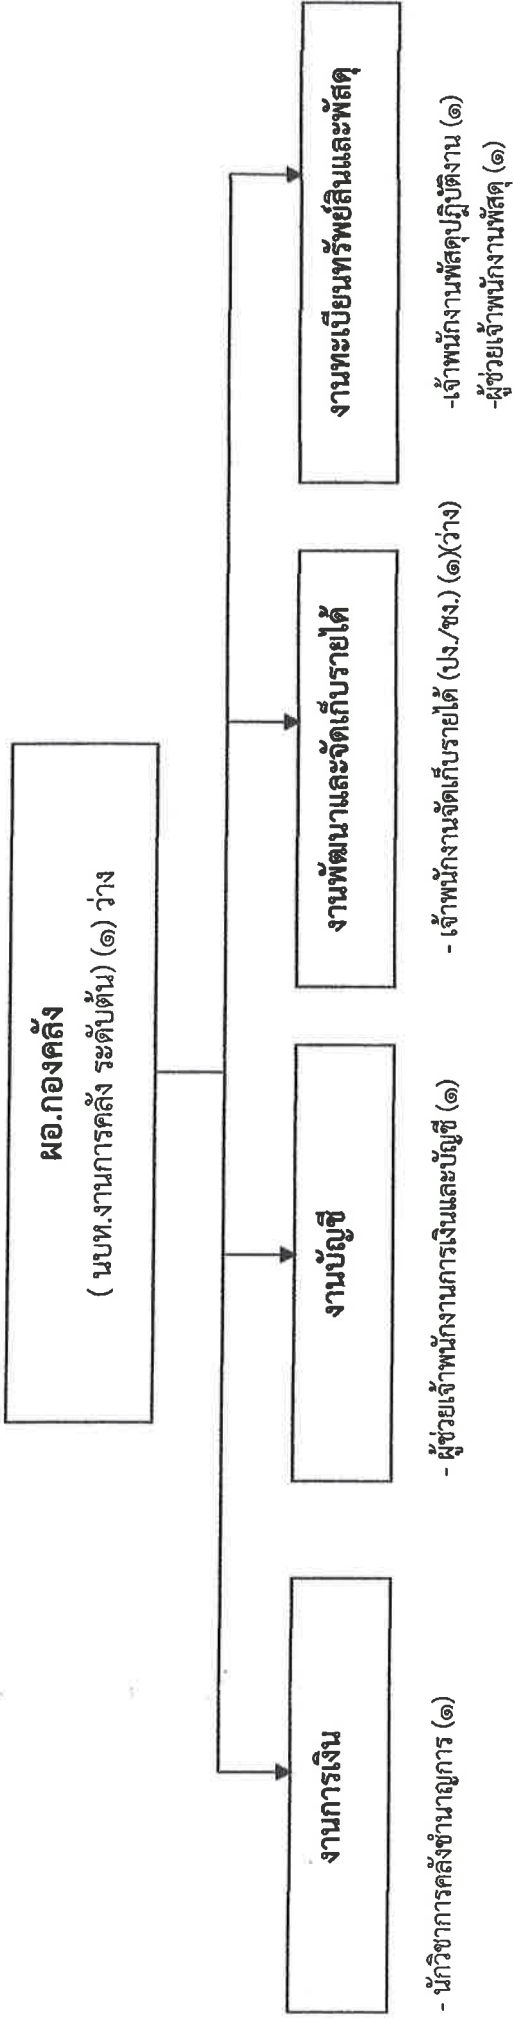 ผอ.กองคลัง
( นบท.งานการคลัง ระดับต้น) (๑) ว่าง
งานการเงิน
งานบัญชี
งานพัฒนาและจัดเก็บรายได้
งานทะเบียนทรัพย์สินและพัสดุ
- นักวิชาการคลังชำนาญการ (๑)
- ผู้ช่วยเจ้าพนักงานการเงินและบัญชี (๑)
- เจ้าพนักงานจัดเก็บรายได้ (ปง./ชง.) (๑)(ว่าง)
-เจ้าพนักงานพัสดุปฏิบัติงาน (๑)
-ผู้ช่วยเจ้าพนักงานพัสดุ (๑)